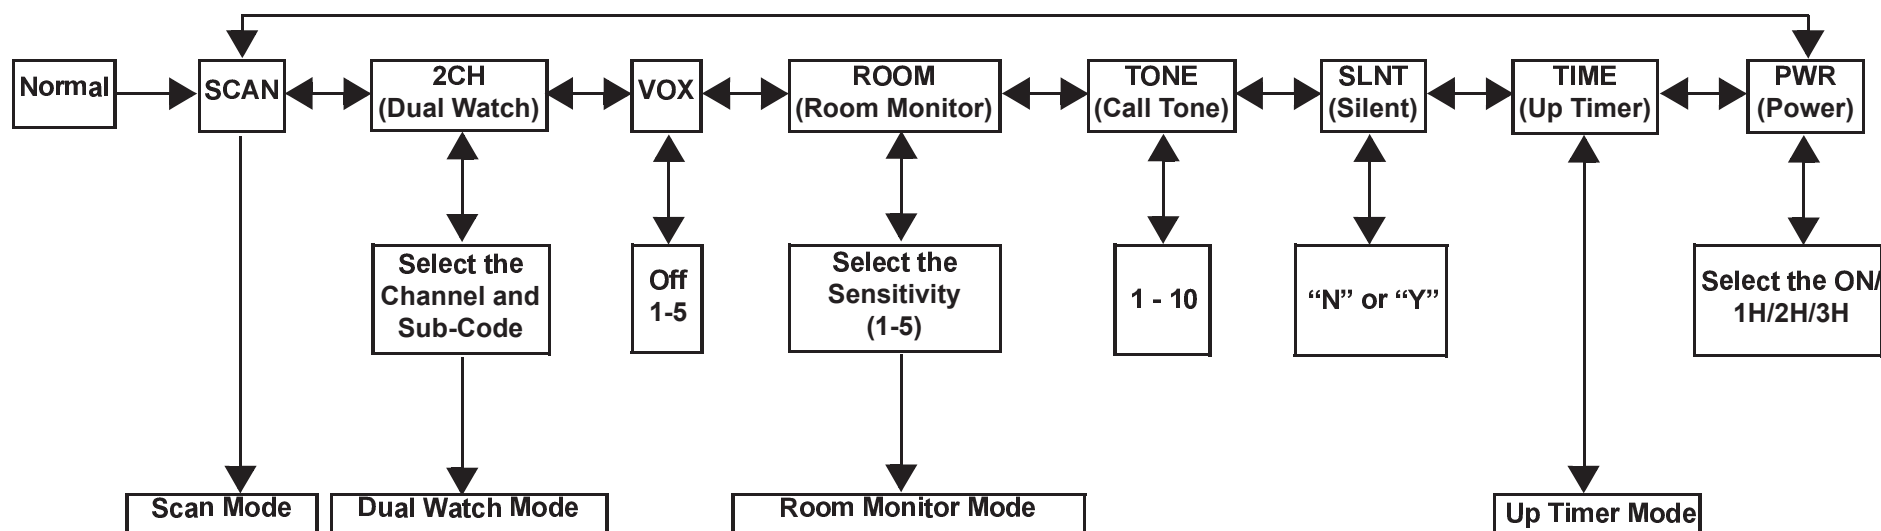 Normal
SCAN
2CH
(Dual Watch)
VOX
ROOM
(Room Monitor)
TONE
(Call Tone)
SLNT
(Silent)
TIME
(Up Timer)
PWR
(Power)
Select the
Channel and
Sub-Code
Off
1-5
Select the
Sensitivity
(1-5)
1 - 10
“N” or “Y”
Select the ON/
1H/2H/3H
Scan Mode
Dual Watch Mode
Room Monitor Mode
Up Timer Mode